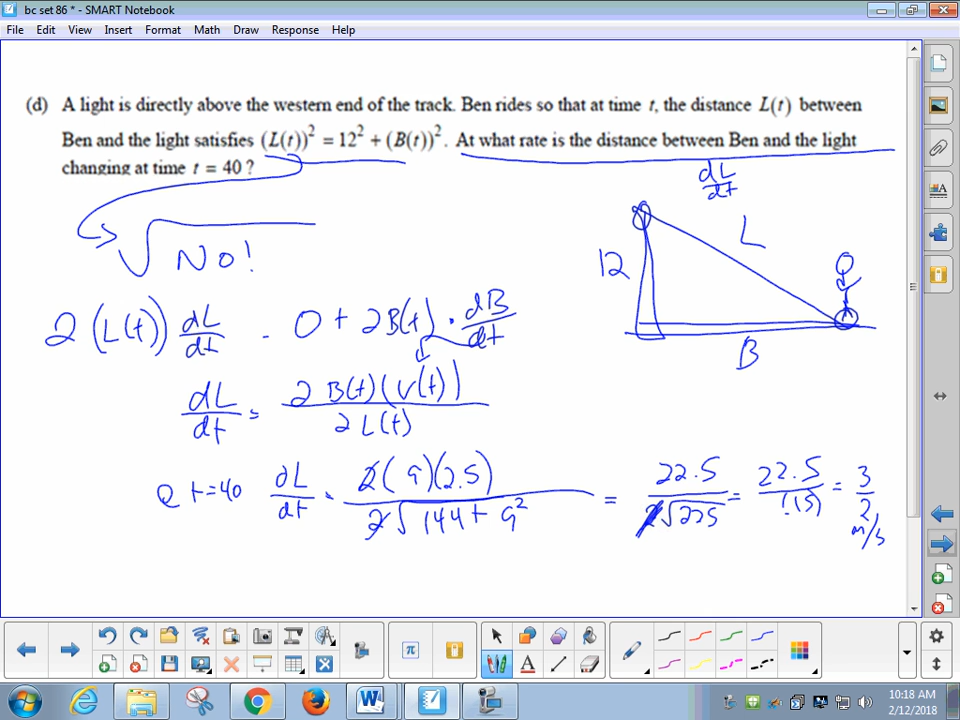 bc set 86 * - SMART Notebook
File Edit View Insert Format Math Draw Response Help
(d) A light is directly above the western end of the track. Ben rides so that at time t, the distance L(t) between
Ben and the light satisfies (L(t))² = 12² + (B(t))². At what rate is the distance between Ben and the light
changing at time t = 40 ?
dL/dt
√ No!
12
L
B
2 (L(t)) dL/dt = 0 + 2B(t) · dB/dt
dL/dt = 2 B(t)(v(t)) / 2 L(t)
@ t=40 dL/dt = 2(9)(2.5) / 2√144 + 9² = 22.5 / √225 = 22.5 / (15) = 3/2 m/s
10:18 AM
2/12/2018